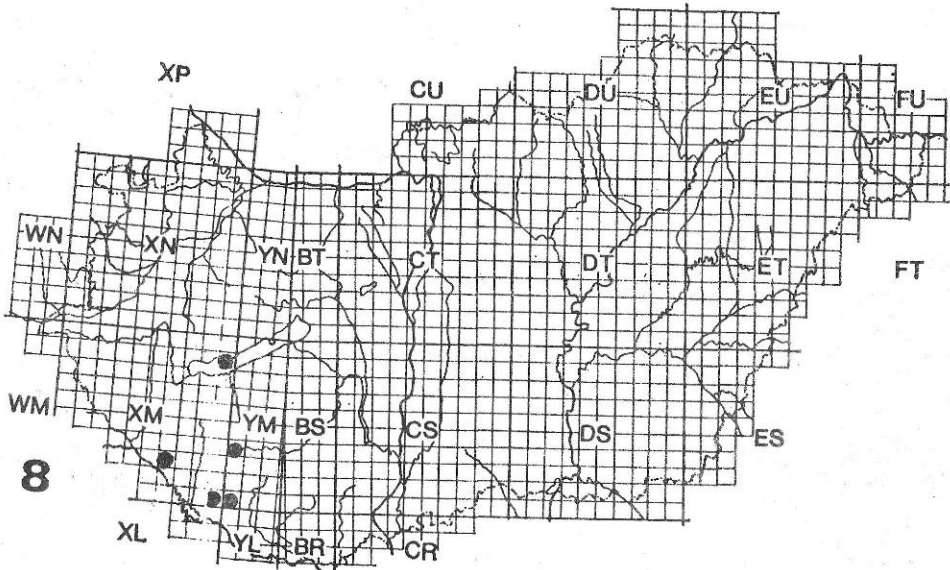 XP
CU
DU
EU
FU
WN
XN
YN
BT
CT
DT
ET
FT
WM
XM
YM
BS
CS
DS
ES
8
XL
YL
BR
CR